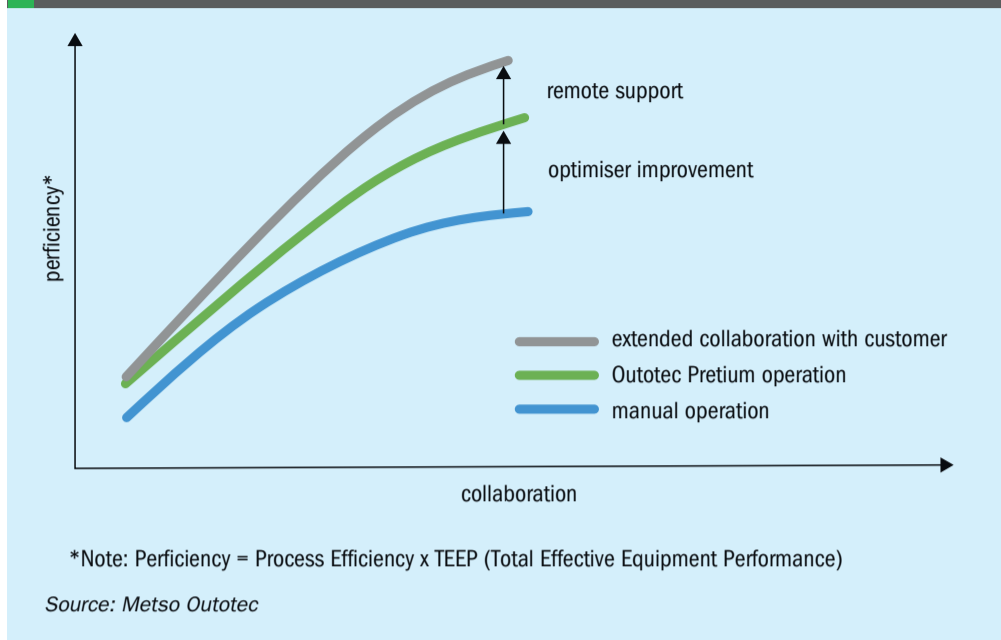 perficiency*
remote support
optimiser improvement
extended collaboration with customer
Outotec Pretium operation
manual operation
collaboration
*Note: Perficiency = Process Efficiency x TEEP (Total Effective Equipment Performance)
Source: Metso Outotec